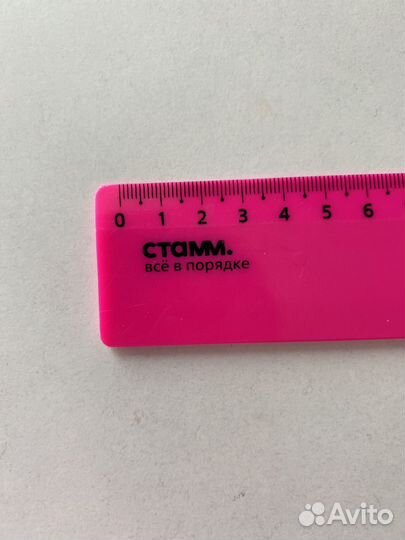 0 1 2 3 4 5 6
стамм.
всё в порядке
Avito